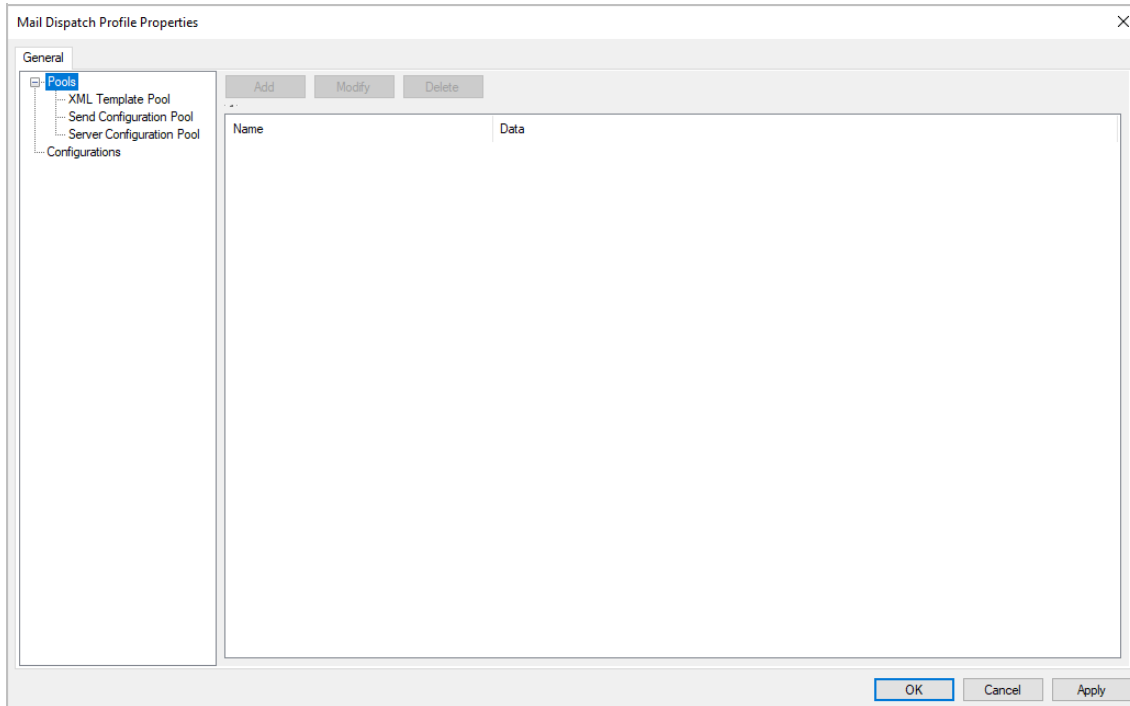 Mail Dispatch Profile Properties
General
Pools
XML Template Pool
Send Configuration Pool
Server Configuration Pool
Configurations
Add Modify Delete
Name Data
OK Cancel Apply